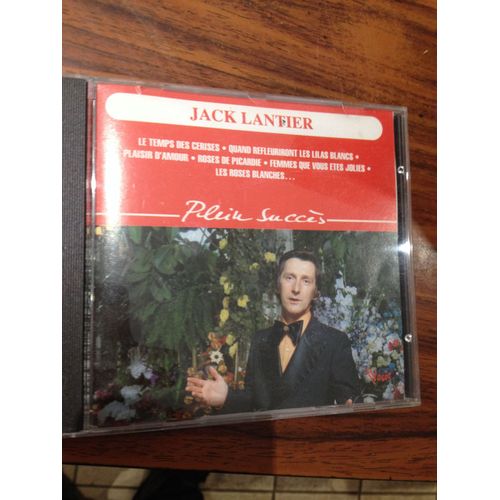 JACK LANTIER
LE TEMPS DES CERISES • QUAND REFLEURIRONT LES LILAS BLANCS •
PLAISIR D'AMOUR • ROSES DE PICARDIE • FEMMES QUE VOUS ETES JOLIES •
LES ROSES BLANCHES...
Plein Succès